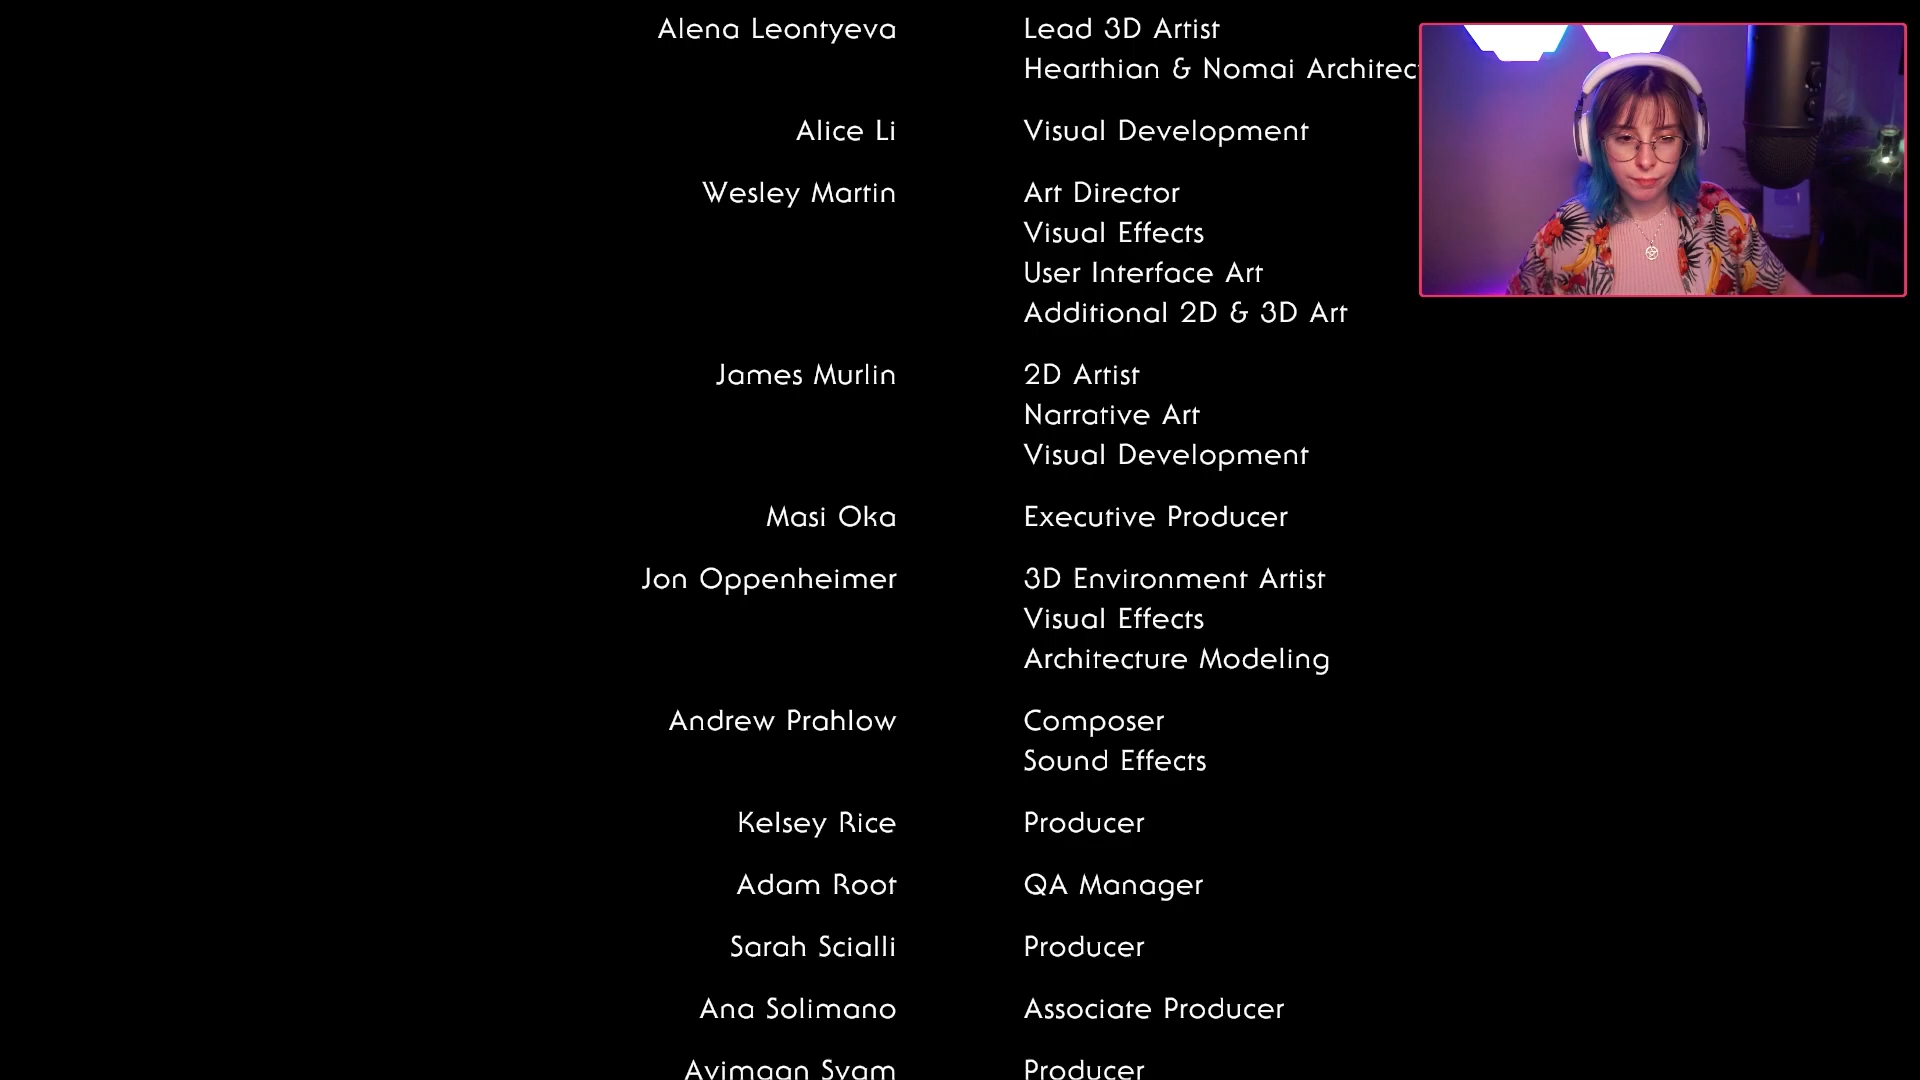 Alena Leontyeva Lead 3D Artist
Hearthian & Nomai Architec
Alice Li Visual Development
Wesley Martin Art Director
Visual Effects
User Interface Art
Additional 2D & 3D Art
James Murlin 2D Artist
Narrative Art
Visual Development
Masi Oka Executive Producer
Jon Oppenheimer 3D Environment Artist
Visual Effects
Architecture Modeling
Andrew Prahlow Composer
Sound Effects
Kelsey Rice Producer
Adam Root QA Manager
Sarah Scialli Producer
Ana Solimano Associate Producer
Avimaan Syam Producer